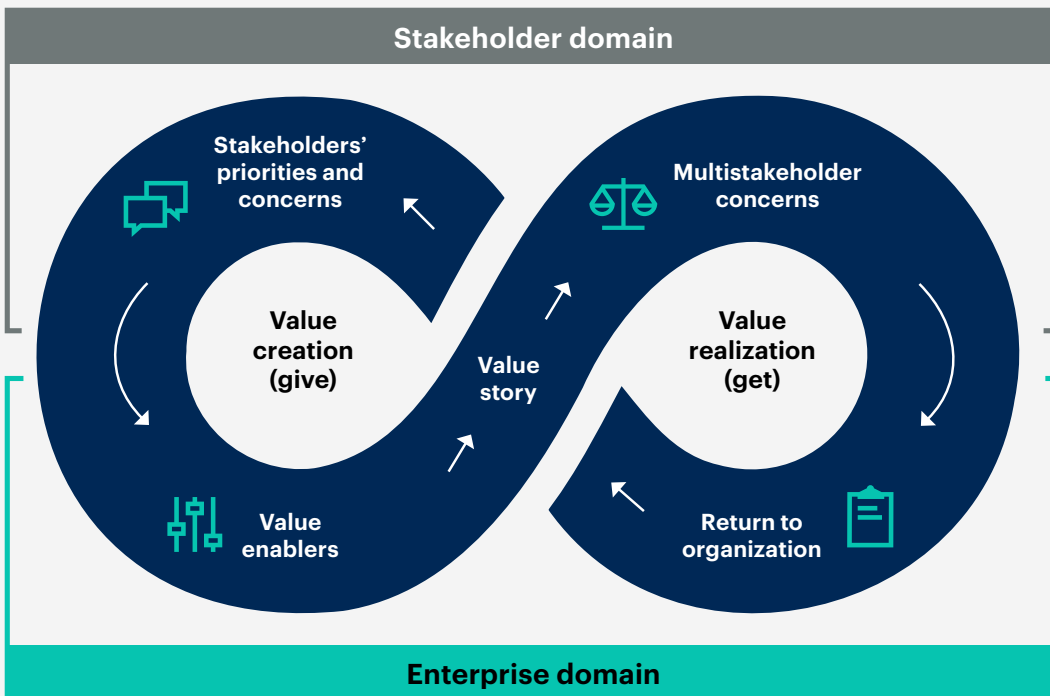 Stakeholder domain
Stakeholders’
priorities and
concerns
Multistakeholder
concerns
Value
creation
(give)
Value
story
Value
realization
(get)
Value
enablers
Return to
organization
Enterprise domain